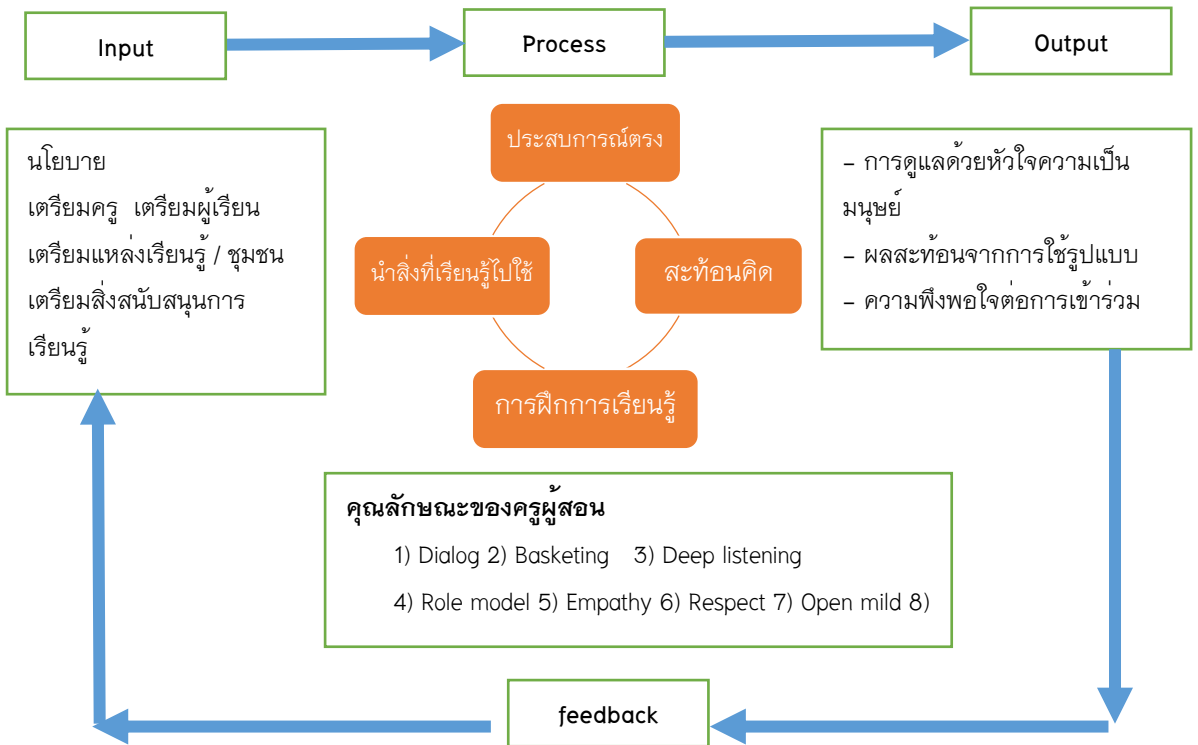 Input
Process
Output
นโยบาย
เตรียมครู เตรียมผู้เรียน
เตรียมแหล่งเรียนรู้ / ชุมชน
เตรียมสิ่งสนับสนุนการ
เรียนรู้
ประสบการณ์ตรง
สะท้อนคิด
การฝึกการเรียนรู้
นำสิ่งที่เรียนรู้ไปใช้
– การดูแลด้วยหัวใจความเป็น
มนุษย์
– ผลสะท้อนจากการใช้รูปแบบ
– ความพึงพอใจต่อการเข้าร่วม
คุณลักษณะของครูผู้สอน
1) Dialog 2) Basketing 3) Deep listening
4) Role model 5) Empathy 6) Respect 7) Open mild 8)
feedback